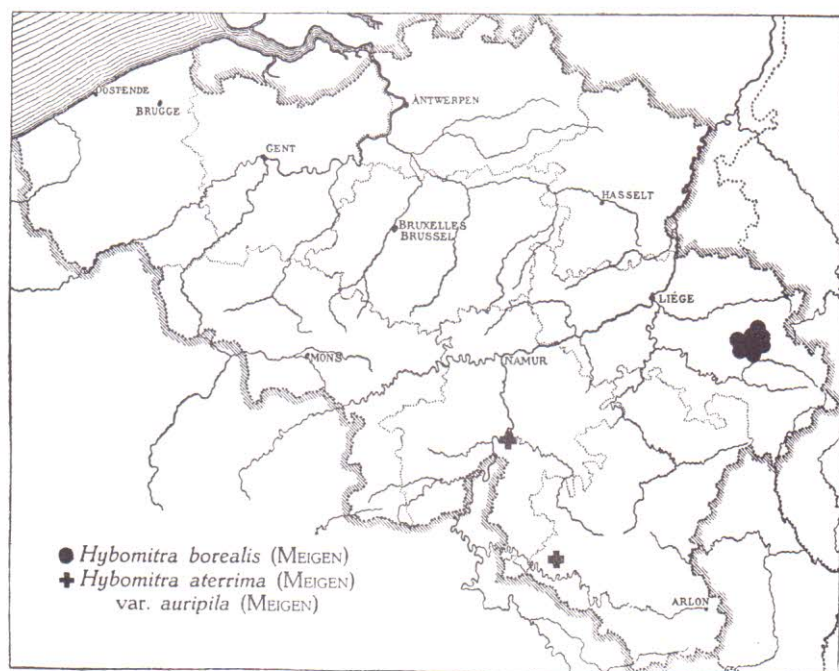 OOSTENDE
BRUGGE
ANTWERPEN
GENT
HASSELT
BRUXELLES
BRUSSEL
LIÉGE
MONS
NAMUR
Hybomitra borealis (MEIGEN)
Hybomitra aterrima (MEIGEN)
var. auripila (MEIGEN)
ARLON